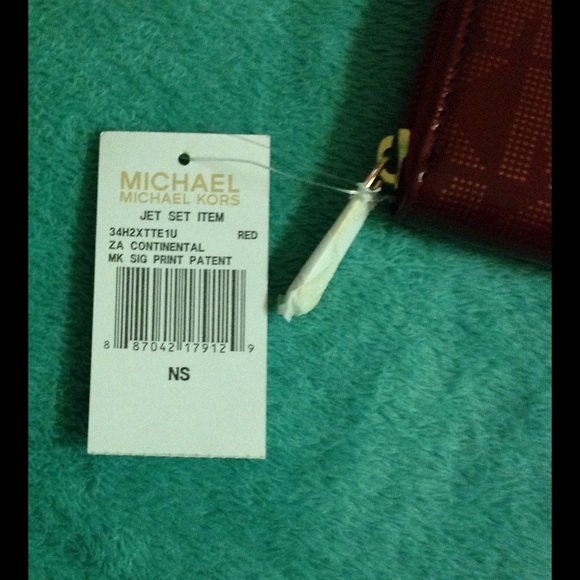 MICHAEL
MICHAEL KORS
JET SET ITEM
34H2XTTE1U RED
ZA CONTINENTAL
MK SIG PRINT PATENT
8 87042 17912 9
NS